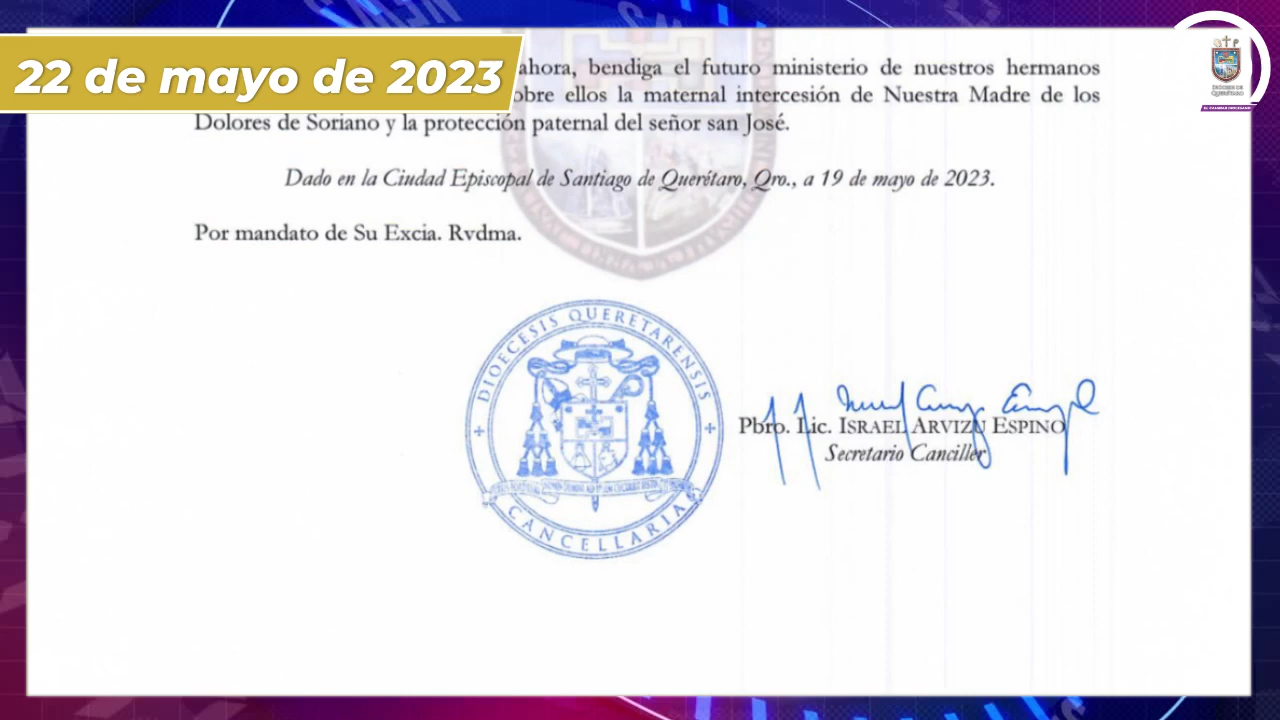 22 de mayo de 2023
ahora, bendiga el futuro ministerio de nuestros hermanos
obre ellos la maternal intercesión de Nuestra Madre de los
Dolores de Soriano y la protección paternal del señor san José.
Dado en la Ciudad Episcopal de Santiago de Querétaro, Qro., a 19 de mayo de 2023.
Por mandato de Su Excia. Rvdma.
DIOECESIS QUERETARENSIS
CANCELLARIA
Pbro. Lic. ISRAEL ARVIZU ESPINO
Secretario Canciller
DIÓCESIS DE
QUERÉTARO